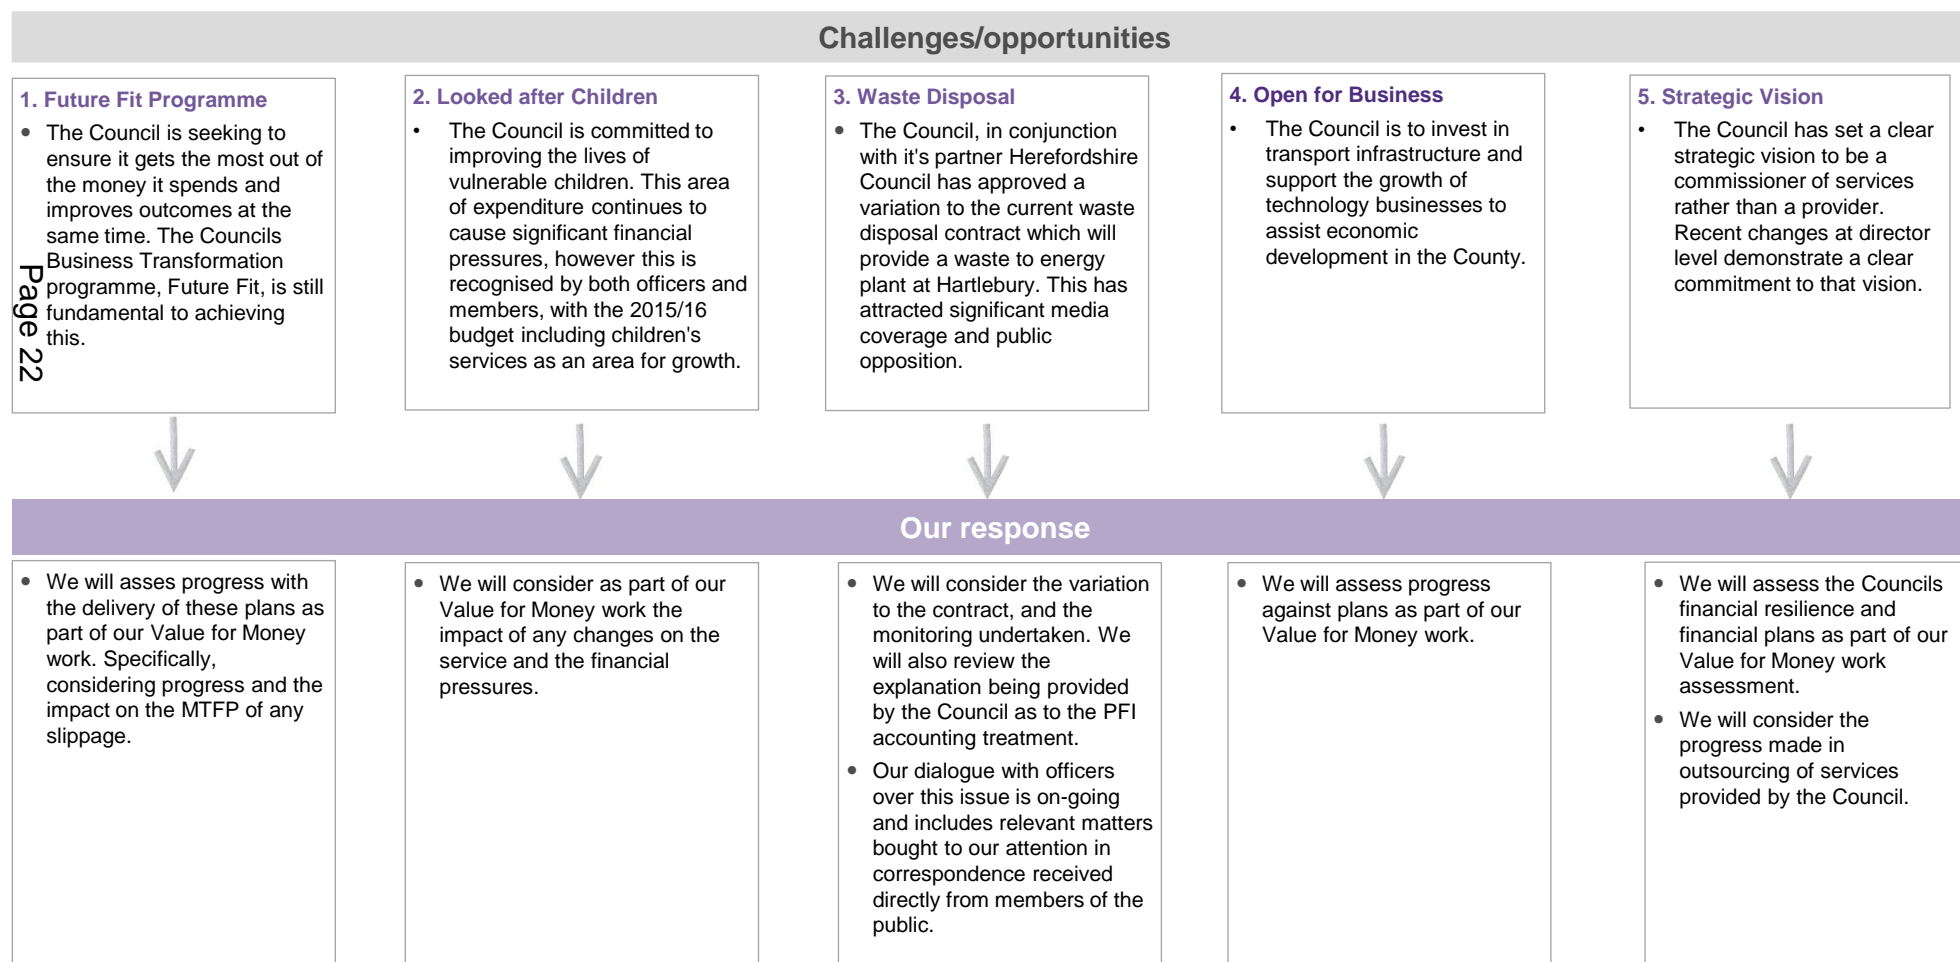 Challenges/opportunities
1. Future Fit Programme
• The Council is seeking to
ensure it gets the most out of
the money it spends and
improves outcomes at the
same time. The Councils
Business Transformation
programme, Future Fit, is still
fundamental to achieving
this.
Page 22
2. Looked after Children
• The Council is committed to
improving the lives of
vulnerable children. This area
of expenditure continues to
cause significant financial
pressures, however this is
recognised by both officers and
members, with the 2015/16
budget including children's
services as an area for growth.
3. Waste Disposal
• The Council, in conjunction
with it's partner Herefordshire
Council has approved a
variation to the current waste
disposal contract which will
provide a waste to energy
plant at Hartlebury. This has
attracted significant media
coverage and public
opposition.
4. Open for Business
• The Council is to invest in
transport infrastructure and
support the growth of
technology businesses to
assist economic
development in the County.
5. Strategic Vision
• The Council has set a clear
strategic vision to be a
commissioner of services
rather than a provider.
Recent changes at director
level demonstrate a clear
commitment to that vision.
Our response
• We will asses progress with
the delivery of these plans as
part of our Value for Money
work. Specifically,
considering progress and the
impact on the MTFP of any
slippage.
• We will consider as part of our
Value for Money work the
impact of any changes on the
service and the financial
pressures.
• We will consider the variation
to the contract, and the
monitoring undertaken. We
will also review the
explanation being provided
by the Council as to the PFI
accounting treatment.
• Our dialogue with officers
over this issue is on-going
and includes relevant matters
bought to our attention in
correspondence received
directly from members of the
public.
• We will assess progress
against plans as part of our
Value for Money work.
• We will assess the Councils
financial resilience and
financial plans as part of our
Value for Money work
assessment.
• We will consider the
progress made in
outsourcing of services
provided by the Council.